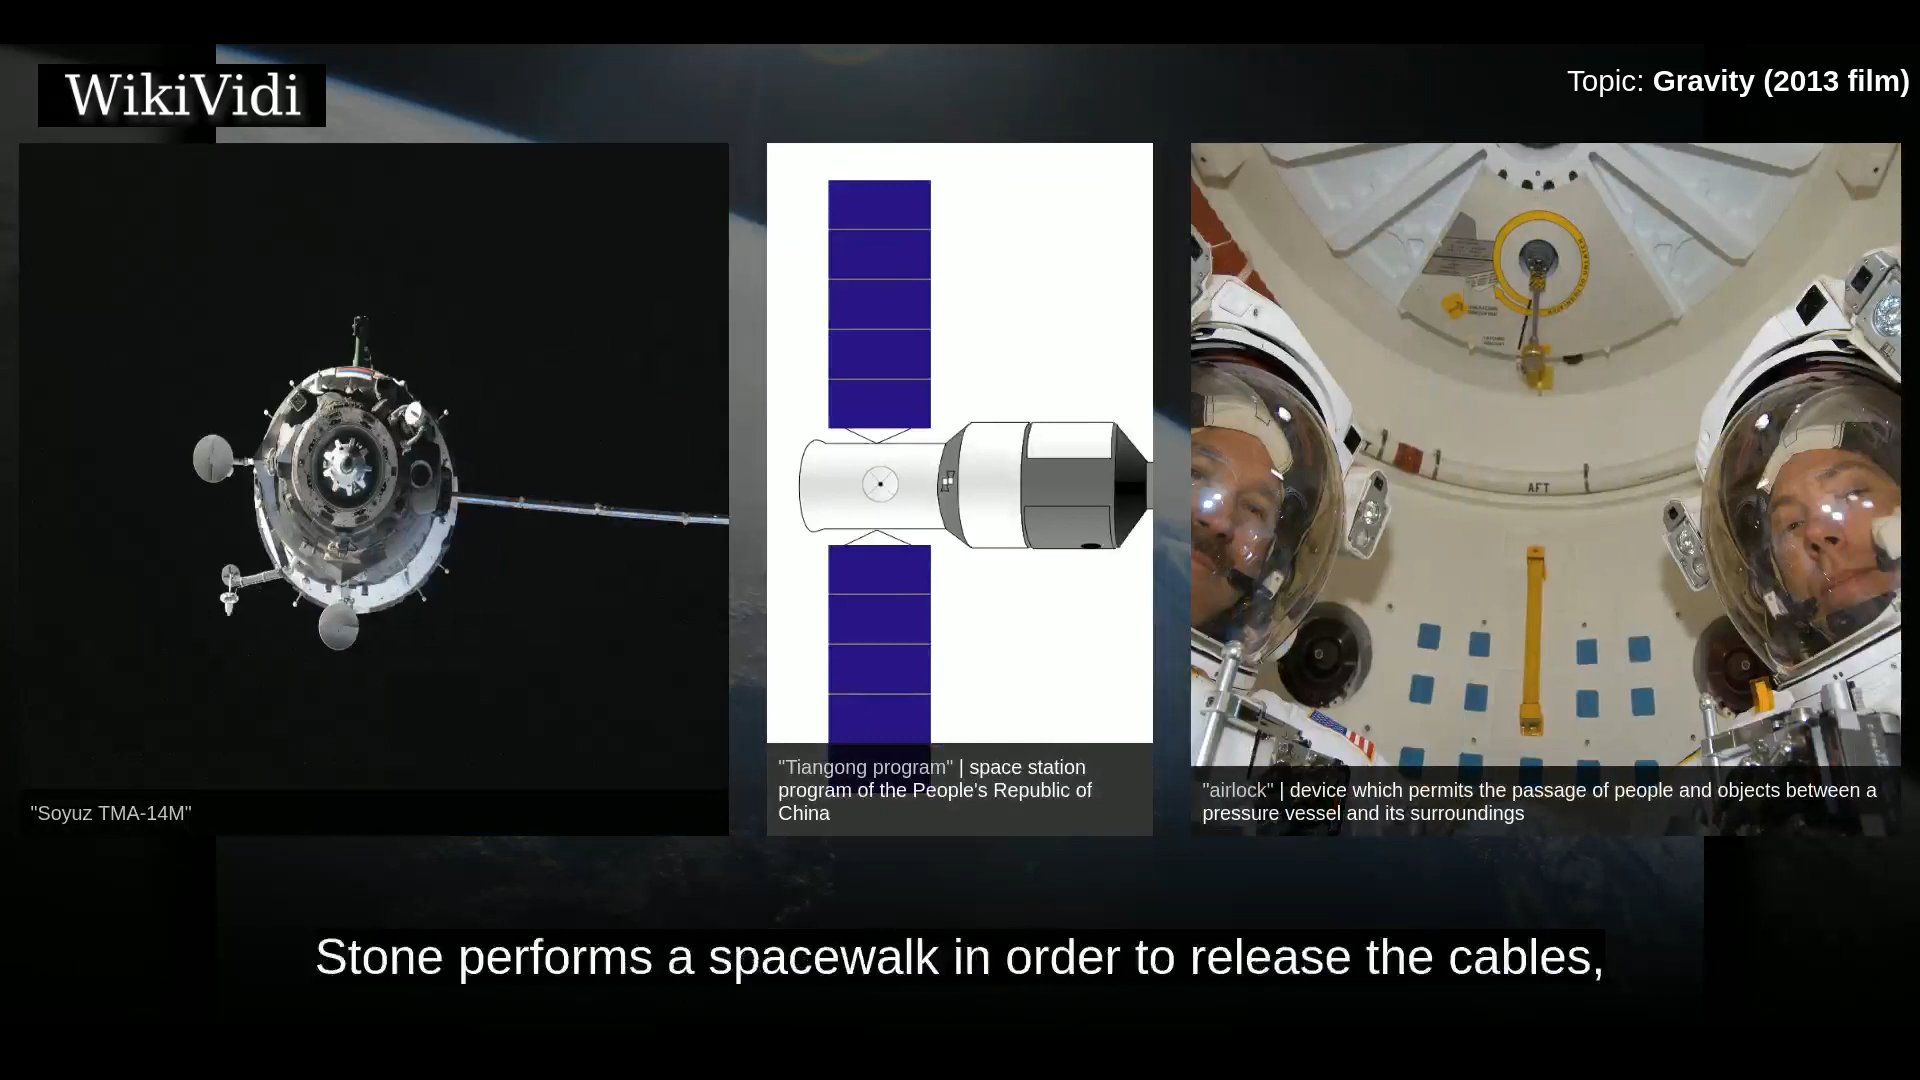 WikiVidi
Topic: Gravity (2013 film)
AFT
"Soyuz TMA-14M"
"Tiangong program" | space station
program of the People's Republic of
China
"airlock" | device which permits the passage of people and objects between a
pressure vessel and its surroundings
Stone performs a spacewalk in order to release the cables,